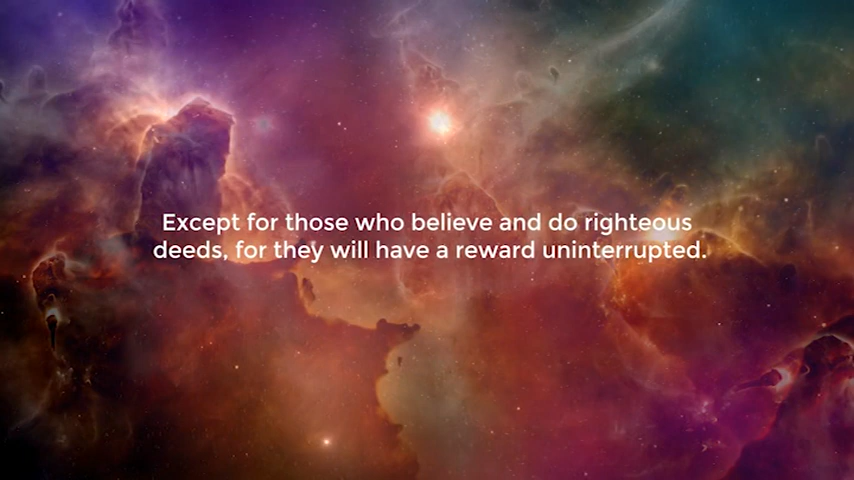 Except for those who believe and do righteous
deeds, for they will have a reward uninterrupted.